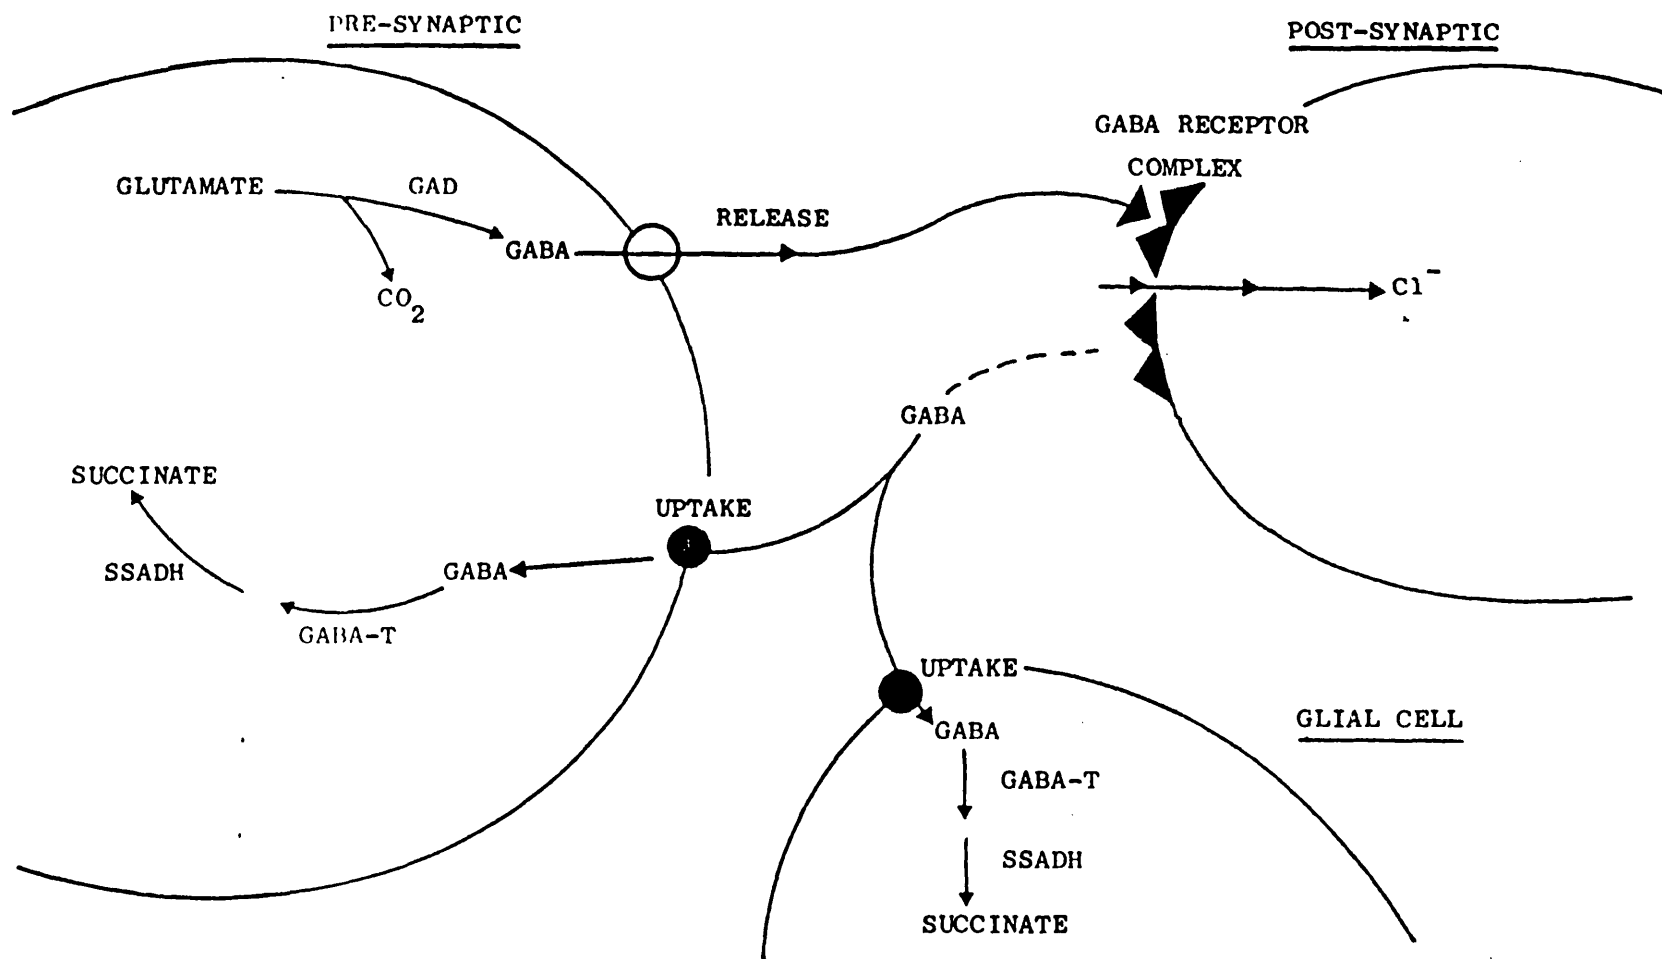 PRE-SYNAPTIC
POST-SYNAPTIC
GABA RECEPTOR
COMPLEX
GLUTAMATE
GAD
RELEASE
GABA
CO₂
Cl⁻
GABA
SUCCINATE
UPTAKE
SSADH
GABA
GABA-T
UPTAKE
GLIAL CELL
GABA
GABA-T
SSADH
SUCCINATE